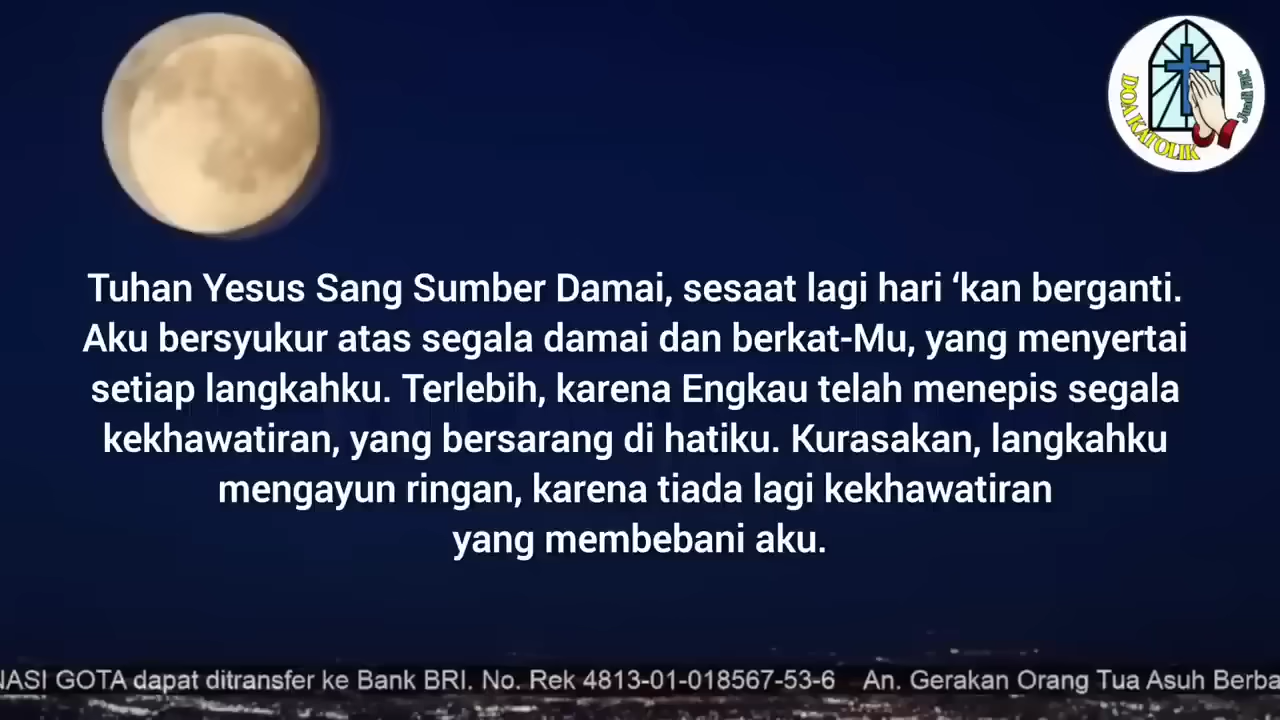 DOA KATOLIK
Tuhan Yesus Sang Sumber Damai, sesaat lagi hari ‘kan berganti.
Aku bersyukur atas segala damai dan berkat-Mu, yang menyertai
setiap langkahku. Terlebih, karena Engkau telah menepis segala
kekhawatiran, yang bersarang di hatiku. Kurasakan, langkahku
mengayun ringan, karena tiada lagi kekhawatiran
yang membebani aku.
NASI GOTA dapat ditransfer ke Bank BRI. No. Rek 4813-01-018567-53-6 An. Gerakan Orang Tua Asuh Berba